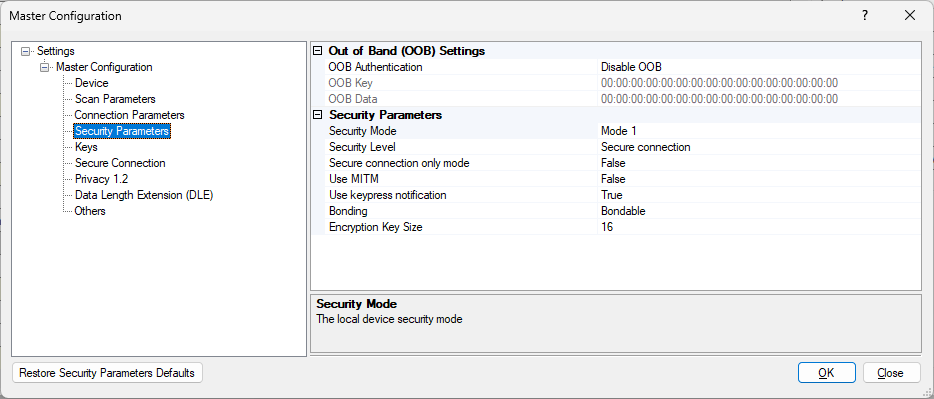 Master Configuration
?
Settings
Master Configuration
Device
Scan Parameters
Connection Parameters
Security Parameters
Keys
Secure Connection
Privacy 1.2
Data Length Extension (DLE)
Others
Out of Band (OOB) Settings
OOB Authentication Disable OOB
OOB Key 00:00:00:00:00:00:00:00:00:00:00:00:00:00:00:00
OOB Data 00:00:00:00:00:00:00:00:00:00:00:00:00:00:00:00
Security Parameters
Security Mode Mode 1
Security Level Secure connection
Secure connection only mode False
Use MITM False
Use keypress notification True
Bonding Bondable
Encryption Key Size 16
Security Mode
The local device security mode
Restore Security Parameters Defaults
OK
Close